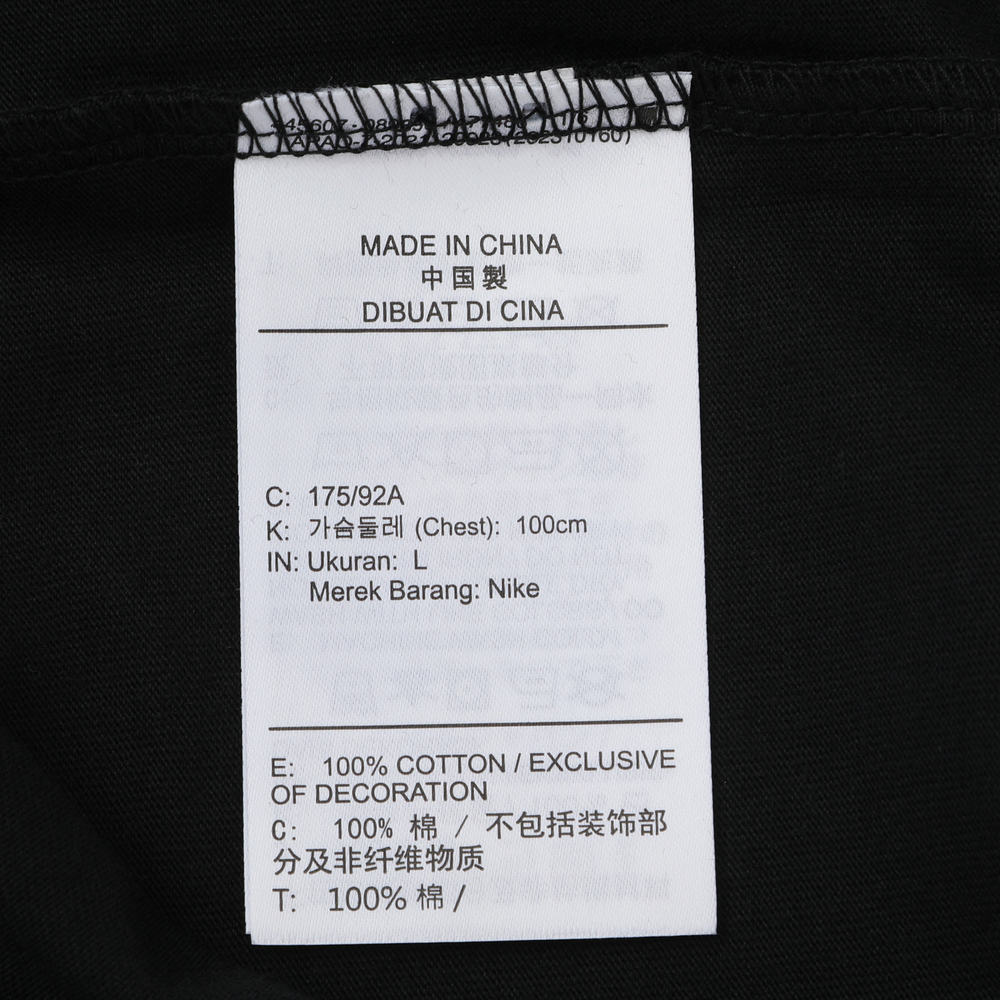 MADE IN CHINA
中国製
DIBUAT DI CINA
C: 175/92A
K: 가슴둘레 (Chest): 100cm
IN: Ukuran: L
Merek Barang: Nike
E: 100% COTTON / EXCLUSIVE
OF DECORATION
C: 100% 棉 / 不包括装饰部
分及非纤维物质
T: 100% 棉 /